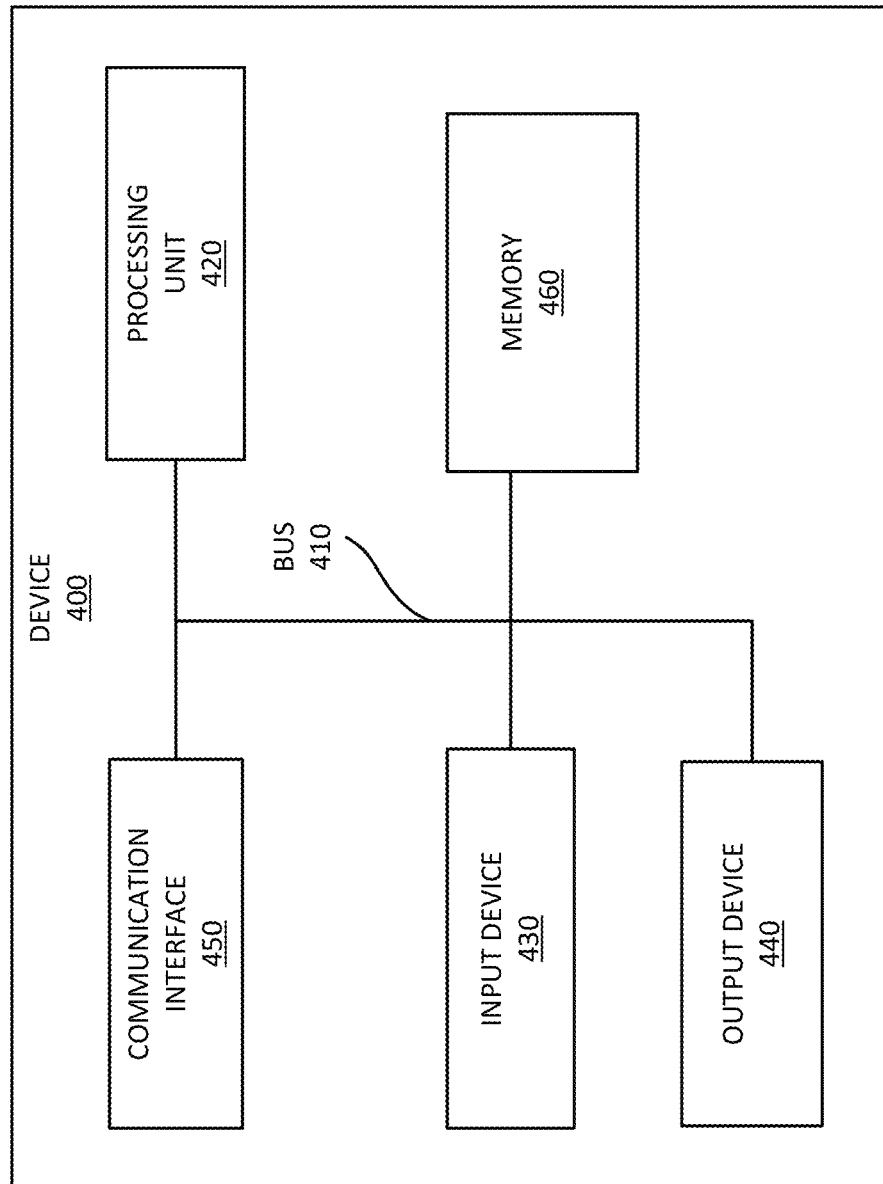 DEVICE
400
COMMUNICATION
INTERFACE
450
PROCESSING
UNIT
420
BUS
410
INPUT DEVICE
430
MEMORY
460
OUTPUT DEVICE
440